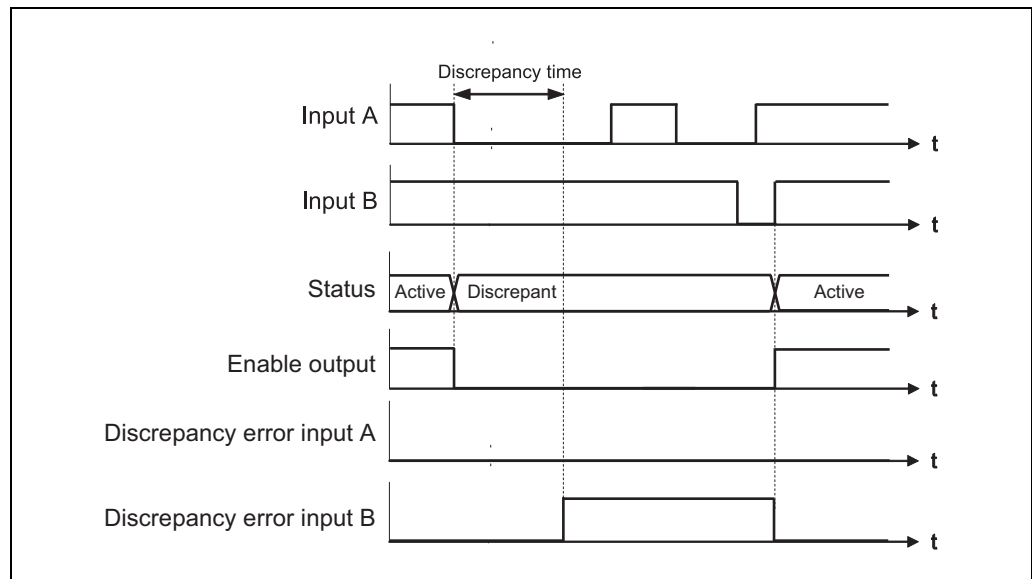 Discrepancy time
Input A
t
Input B
t
Status
Active
Discrepant
Active
t
Enable output
t
Discrepancy error input A
t
Discrepancy error input B
t